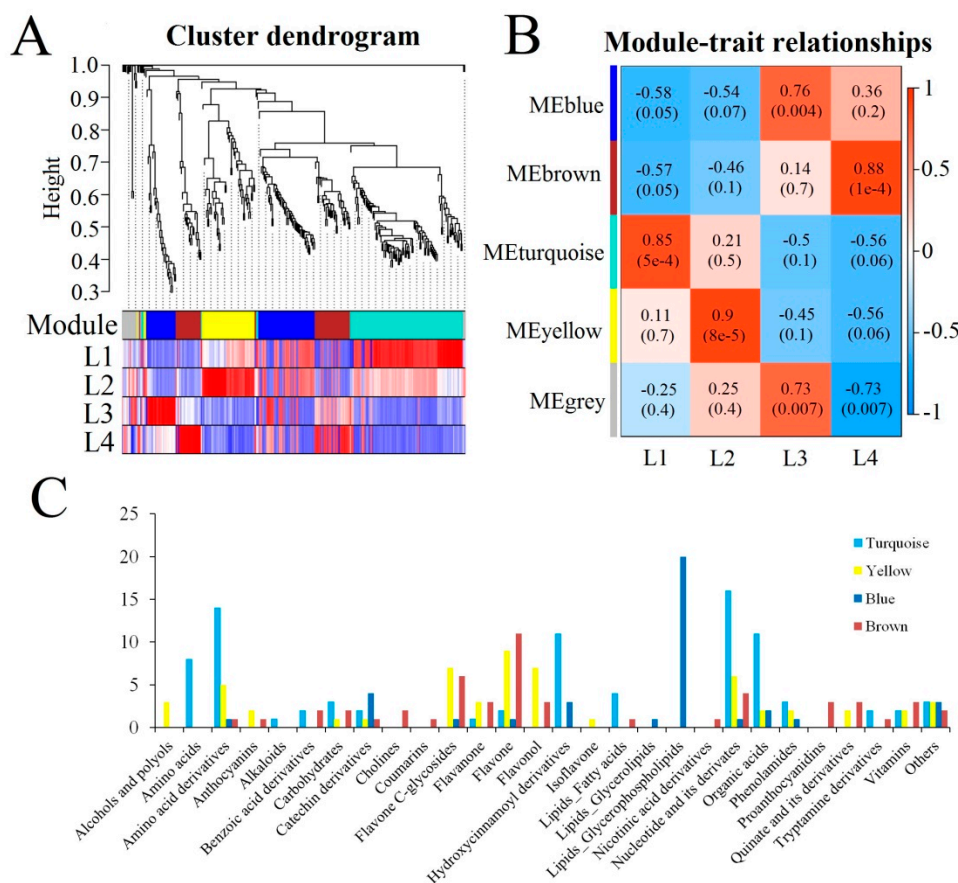 A
Cluster dendrogram
Height
1.0
0.9
0.8
0.7
0.6
0.5
0.4
0.3
Module
L1
L2
L3
L4
B
Module-trait relationships
MEblue
-0.58 -0.54 0.76 0.36
(0.05) (0.07) (0.004) (0.2)
MEbrown
-0.57 -0.46 0.14 0.88
(0.05) (0.1) (0.7) (1e-4)
MEturquoise
0.85 0.21 -0.5 -0.56
(5e-4) (0.5) (0.1) (0.06)
MEyellow
0.11 0.9 -0.45 -0.56
(0.7) (8e-5) (0.1) (0.06)
MEgrey
-0.25 0.25 0.73 -0.73
(0.4) (0.4) (0.007) (0.007)
L1 L2 L3 L4
1
0.5
0
-0.5
-1
C
25
20
15
10
5
0
Turquoise
Yellow
Blue
Brown
Alcohols and polyols
Amino acids
Amino acid derivatives
Anthocyanins
Alkaloids
Benzoic acid derivatives
Carbohydrates
Catechin derivatives
Cholines
Coumarins
Flavone C-glycosides
Flavanone
Flavone
Flavonol
Hydroxycinnamoyl derivatives
Isoflavone
Lipids_Fatty acids
Lipids_Glycerolipids
Lipids_Glycerophospholipids
Nicotinic acid derivatives
Nucleotide and its derivates
Organic acids
Phenolamides
Proanthocyanidins
Quinate and its derivatives
Tryptamine derivatives
Vitamins
Others